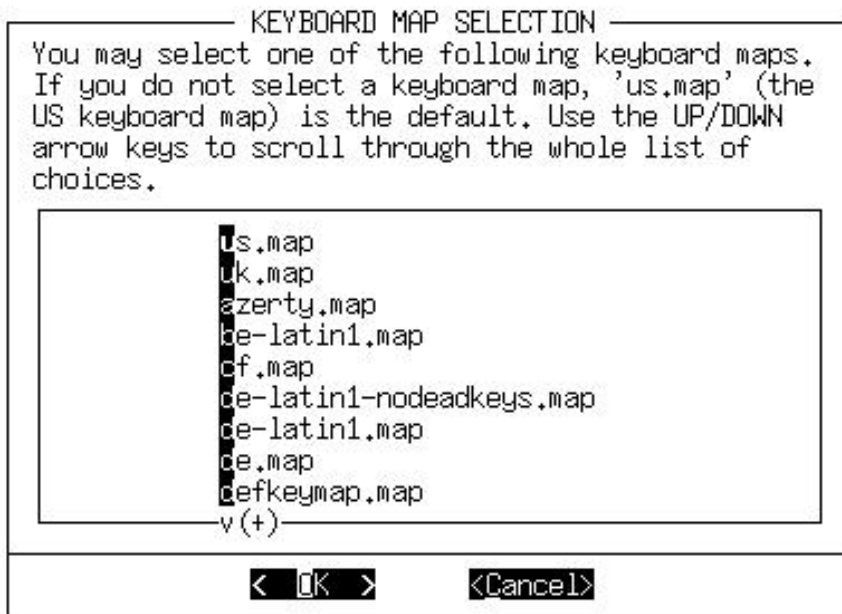 KEYBOARD MAP SELECTION
You may select one of the following keyboard maps.
If you do not select a keyboard map, 'us.map' (the
US keyboard map) is the default. Use the UP/DOWN
arrow keys to scroll through the whole list of
choices.
us.map
uk.map
azerty.map
be-latin1.map
cf.map
de-latin1-nodeadkeys.map
de-latin1.map
de.map
defkeymap.map
v(+)
< OK > <Cancel>